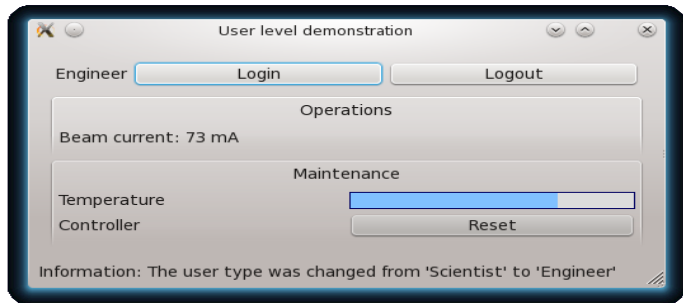 User level demonstration
Engineer Login Logout
Operations
Beam current: 73 mA
Maintenance
Temperature
Controller Reset
Information: The user type was changed from 'Scientist' to 'Engineer'